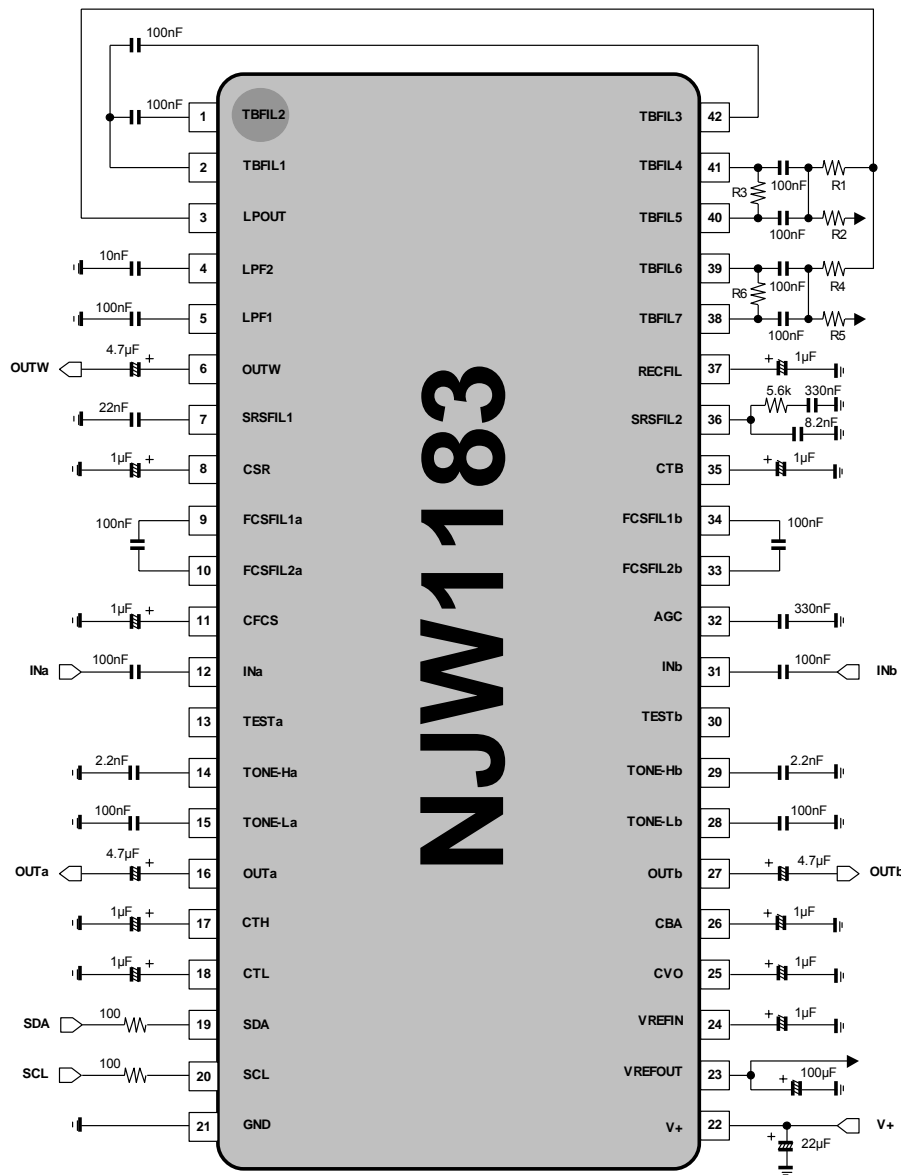 100nF
100nF
1 TBFIL2 TBFIL3 42
2 TBFIL1 TBFIL4 41
R3 100nF R1
3 LPOUT TBFIL5 40
100nF R2
10nF 4 LPF2 TBFIL6 39
R6 100nF R4
100nF 5 LPF1 TBFIL7 38
100nF R5
OUTW 4.7µF + 6 OUTW RECFIL 37 + 1µF
22nF 7 SRSFIL1 SRSFIL2 36 5.6k 330nF
8.2nF
1µF + 8 CSR CTB 35 + 1µF
9 FCSFIL1a FCSFIL1b 34
100nF 100nF
10 FCSFIL2a FCSFIL2b 33
1µF + 11 CFCS AGC 32 330nF
INa 100nF 12 INa INb 31 100nF INb
13 TESTa TESTb 30
2.2nF 14 TONE-Ha TONE-Hb 29 2.2nF
100nF 15 TONE-La TONE-Lb 28 100nF
OUTa 4.7µF + 16 OUTa OUTb 27 + 4.7µF OUTb
1µF + 17 CTH CBA 26 + 1µF
1µF + 18 CTL CVO 25 + 1µF
SDA 100 19 SDA VREFIN 24 + 1µF
SCL 100 20 SCL VREFOUT 23
+ 100µF
21 GND V+ 22 V+
+ 22µF
NJW1183